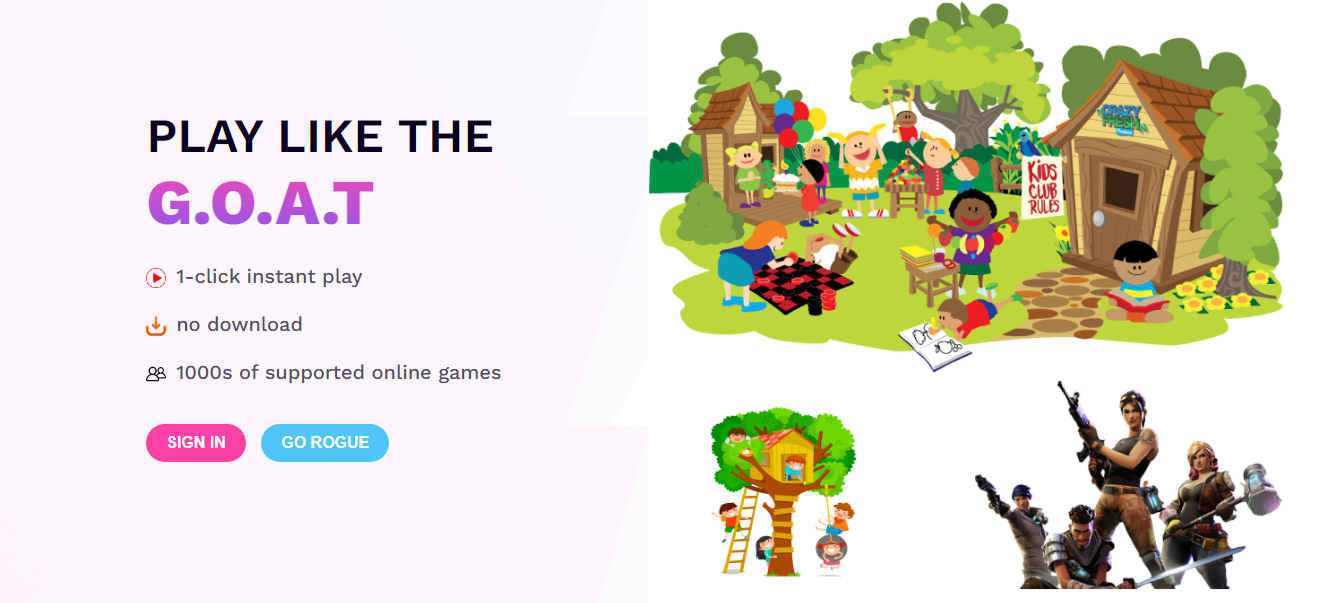 PLAY LIKE THE
G.O.A.T
1-click instant play
no download
1000s of supported online games
SIGN IN
GO ROGUE
CRAZY
FRESH
KiDS
CLUB
RULES